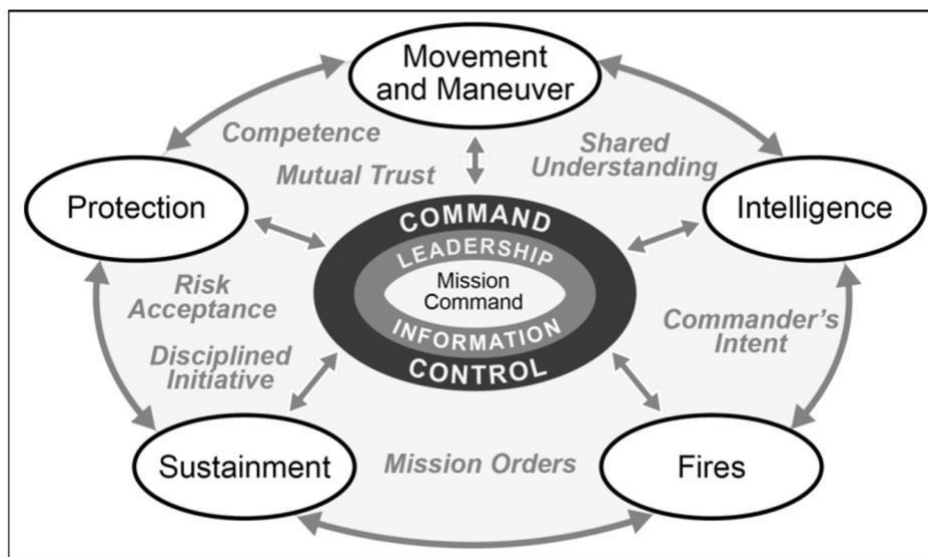 Movement
and Maneuver
Competence
Shared
Understanding
Mutual Trust
Protection
Intelligence
COMMAND
LEADERSHIP
Mission
Command
INFORMATION
CONTROL
Risk
Acceptance
Commander's
Intent
Disciplined
Initiative
Sustainment
Mission Orders
Fires